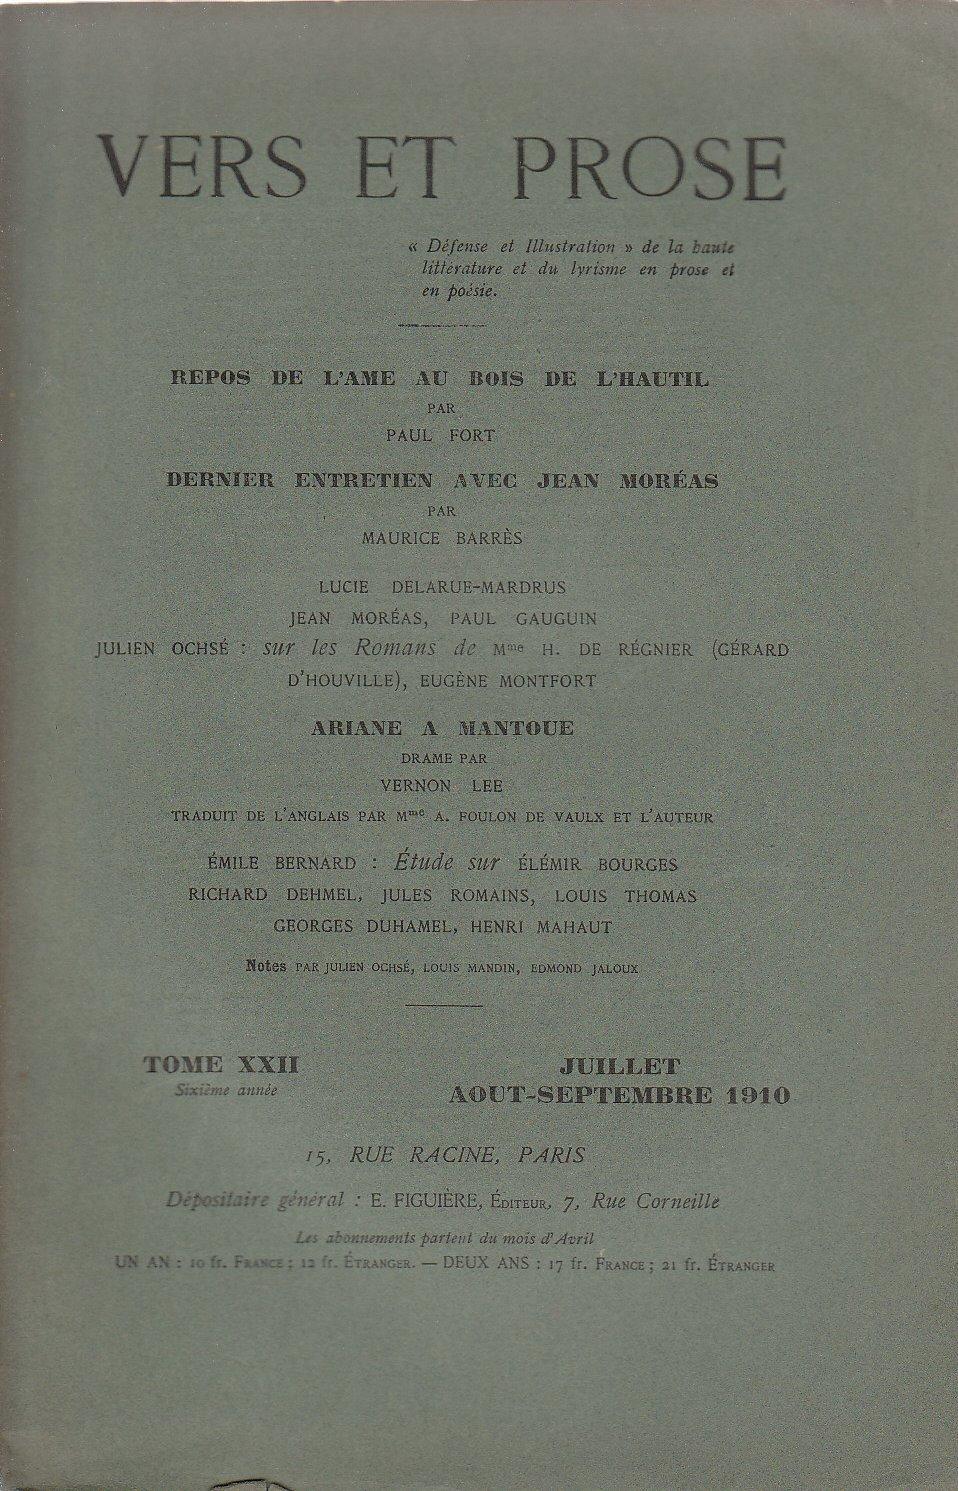 VERS ET PROSE
« Défense et Illustration » de la haute
littérature et du lyrisme en prose et
en poésie.
REPOS DE L'AME AU BOIS DE L'HAUTIL
PAR
PAUL FORT
DERNIER ENTRETIEN AVEC JEAN MORÉAS
PAR
MAURICE BARRÈS
LUCIE DELARUE-MARDRUS
JEAN MORÉAS, PAUL GAUGUIN
JULIEN OCHSÉ : sur les Romans de Mme H. DE RÉGNIER (GÉRARD
D'HOUVILLE), EUGÈNE MONTFORT
ARIANE A MANTOUE
DRAME PAR
VERNON LEE
TRADUIT DE L'ANGLAIS PAR Mme A. FOULON DE VAULX ET L'AUTEUR
ÉMILE BERNARD : Étude sur ÉLÉMIR BOURGES
RICHARD DEHMEL, JULES ROMAINS, LOUIS THOMAS
GEORGES DUHAMEL, HENRI MAHAUT
Notes PAR JULIEN OCHSÉ, LOUIS MANDIN, EDMOND JALOUX
TOME XXII
Sixième année
JUILLET
AOUT-SEPTEMBRE 1910
15, RUE RACINE, PARIS
Dépositaire général : E. FIGUIÈRE, ÉDITEUR, 7, Rue Corneille
Les abonnements partent du mois d'Avril
UN AN : 10 fr. FRANCE ; 12 fr. ÉTRANGER. — DEUX ANS : 17 fr. FRANCE ; 21 fr. ÉTRANGER